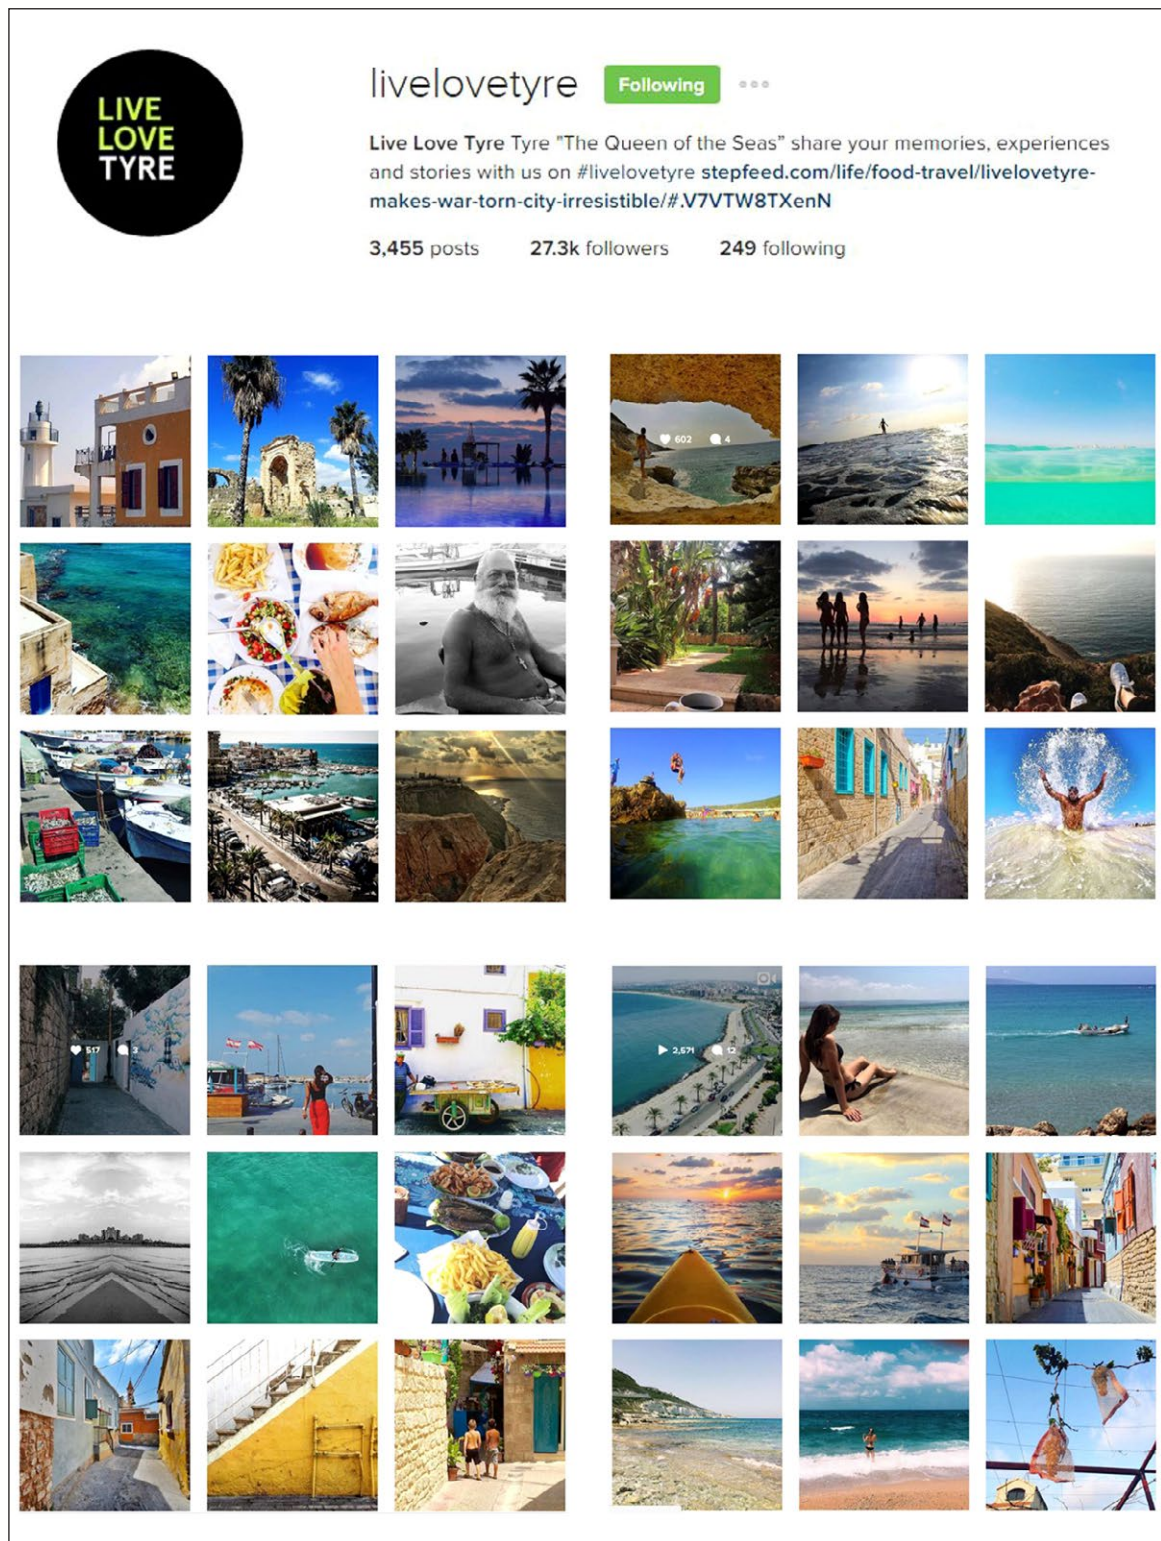 LIVE
LOVE
TYRE
livelovetyre Following
Live Love Tyre Tyre "The Queen of the Seas" share your memories, experiences
and stories with us on #livelovetyre stepfeed.com/life/food-travel/livelovetyre-
makes-war-torn-city-irresistible/#.V7VTW8TXenN
3,455 posts 27.3k followers 249 following
602 4
517 3
2,571 12